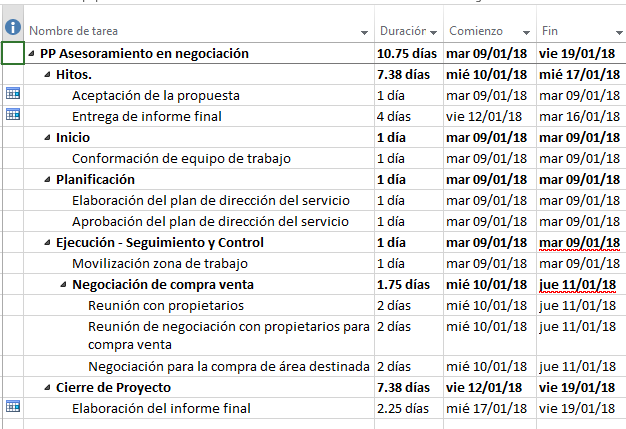 Nombre de tarea Duración Comienzo Fin
PP Asesoramiento en negociación 10.75 días mar 09/01/18 vie 19/01/18
Hitos. 7.38 días mié 10/01/18 mié 17/01/18
Aceptación de la propuesta 1 día mar 09/01/18 mar 09/01/18
Entrega de informe final 4 días vie 12/01/18 mar 16/01/18
Inicio 1 día mar 09/01/18 mar 09/01/18
Conformación de equipo de trabajo 1 día mar 09/01/18 mar 09/01/18
Planificación 1 día mar 09/01/18 mar 09/01/18
Elaboración del plan de dirección del servicio 1 día mar 09/01/18 mar 09/01/18
Aprobación del plan de dirección del servicio 1 día mar 09/01/18 mar 09/01/18
Ejecución - Seguimiento y Control 1 día mar 09/01/18 mar 09/01/18
Movilización zona de trabajo 1 día mar 09/01/18 mar 09/01/18
Negociación de compra venta 1.75 días mié 10/01/18 jue 11/01/18
Reunión con propietarios 2 días mié 10/01/18 jue 11/01/18
Reunión de negociación con propietarios para 2 días mié 10/01/18 jue 11/01/18
compra venta
Negociación para la compra de área destinada 2 días mié 10/01/18 jue 11/01/18
Cierre de Proyecto 7.38 días vie 12/01/18 vie 19/01/18
Elaboración del informe final 2.25 días mié 17/01/18 vie 19/01/18